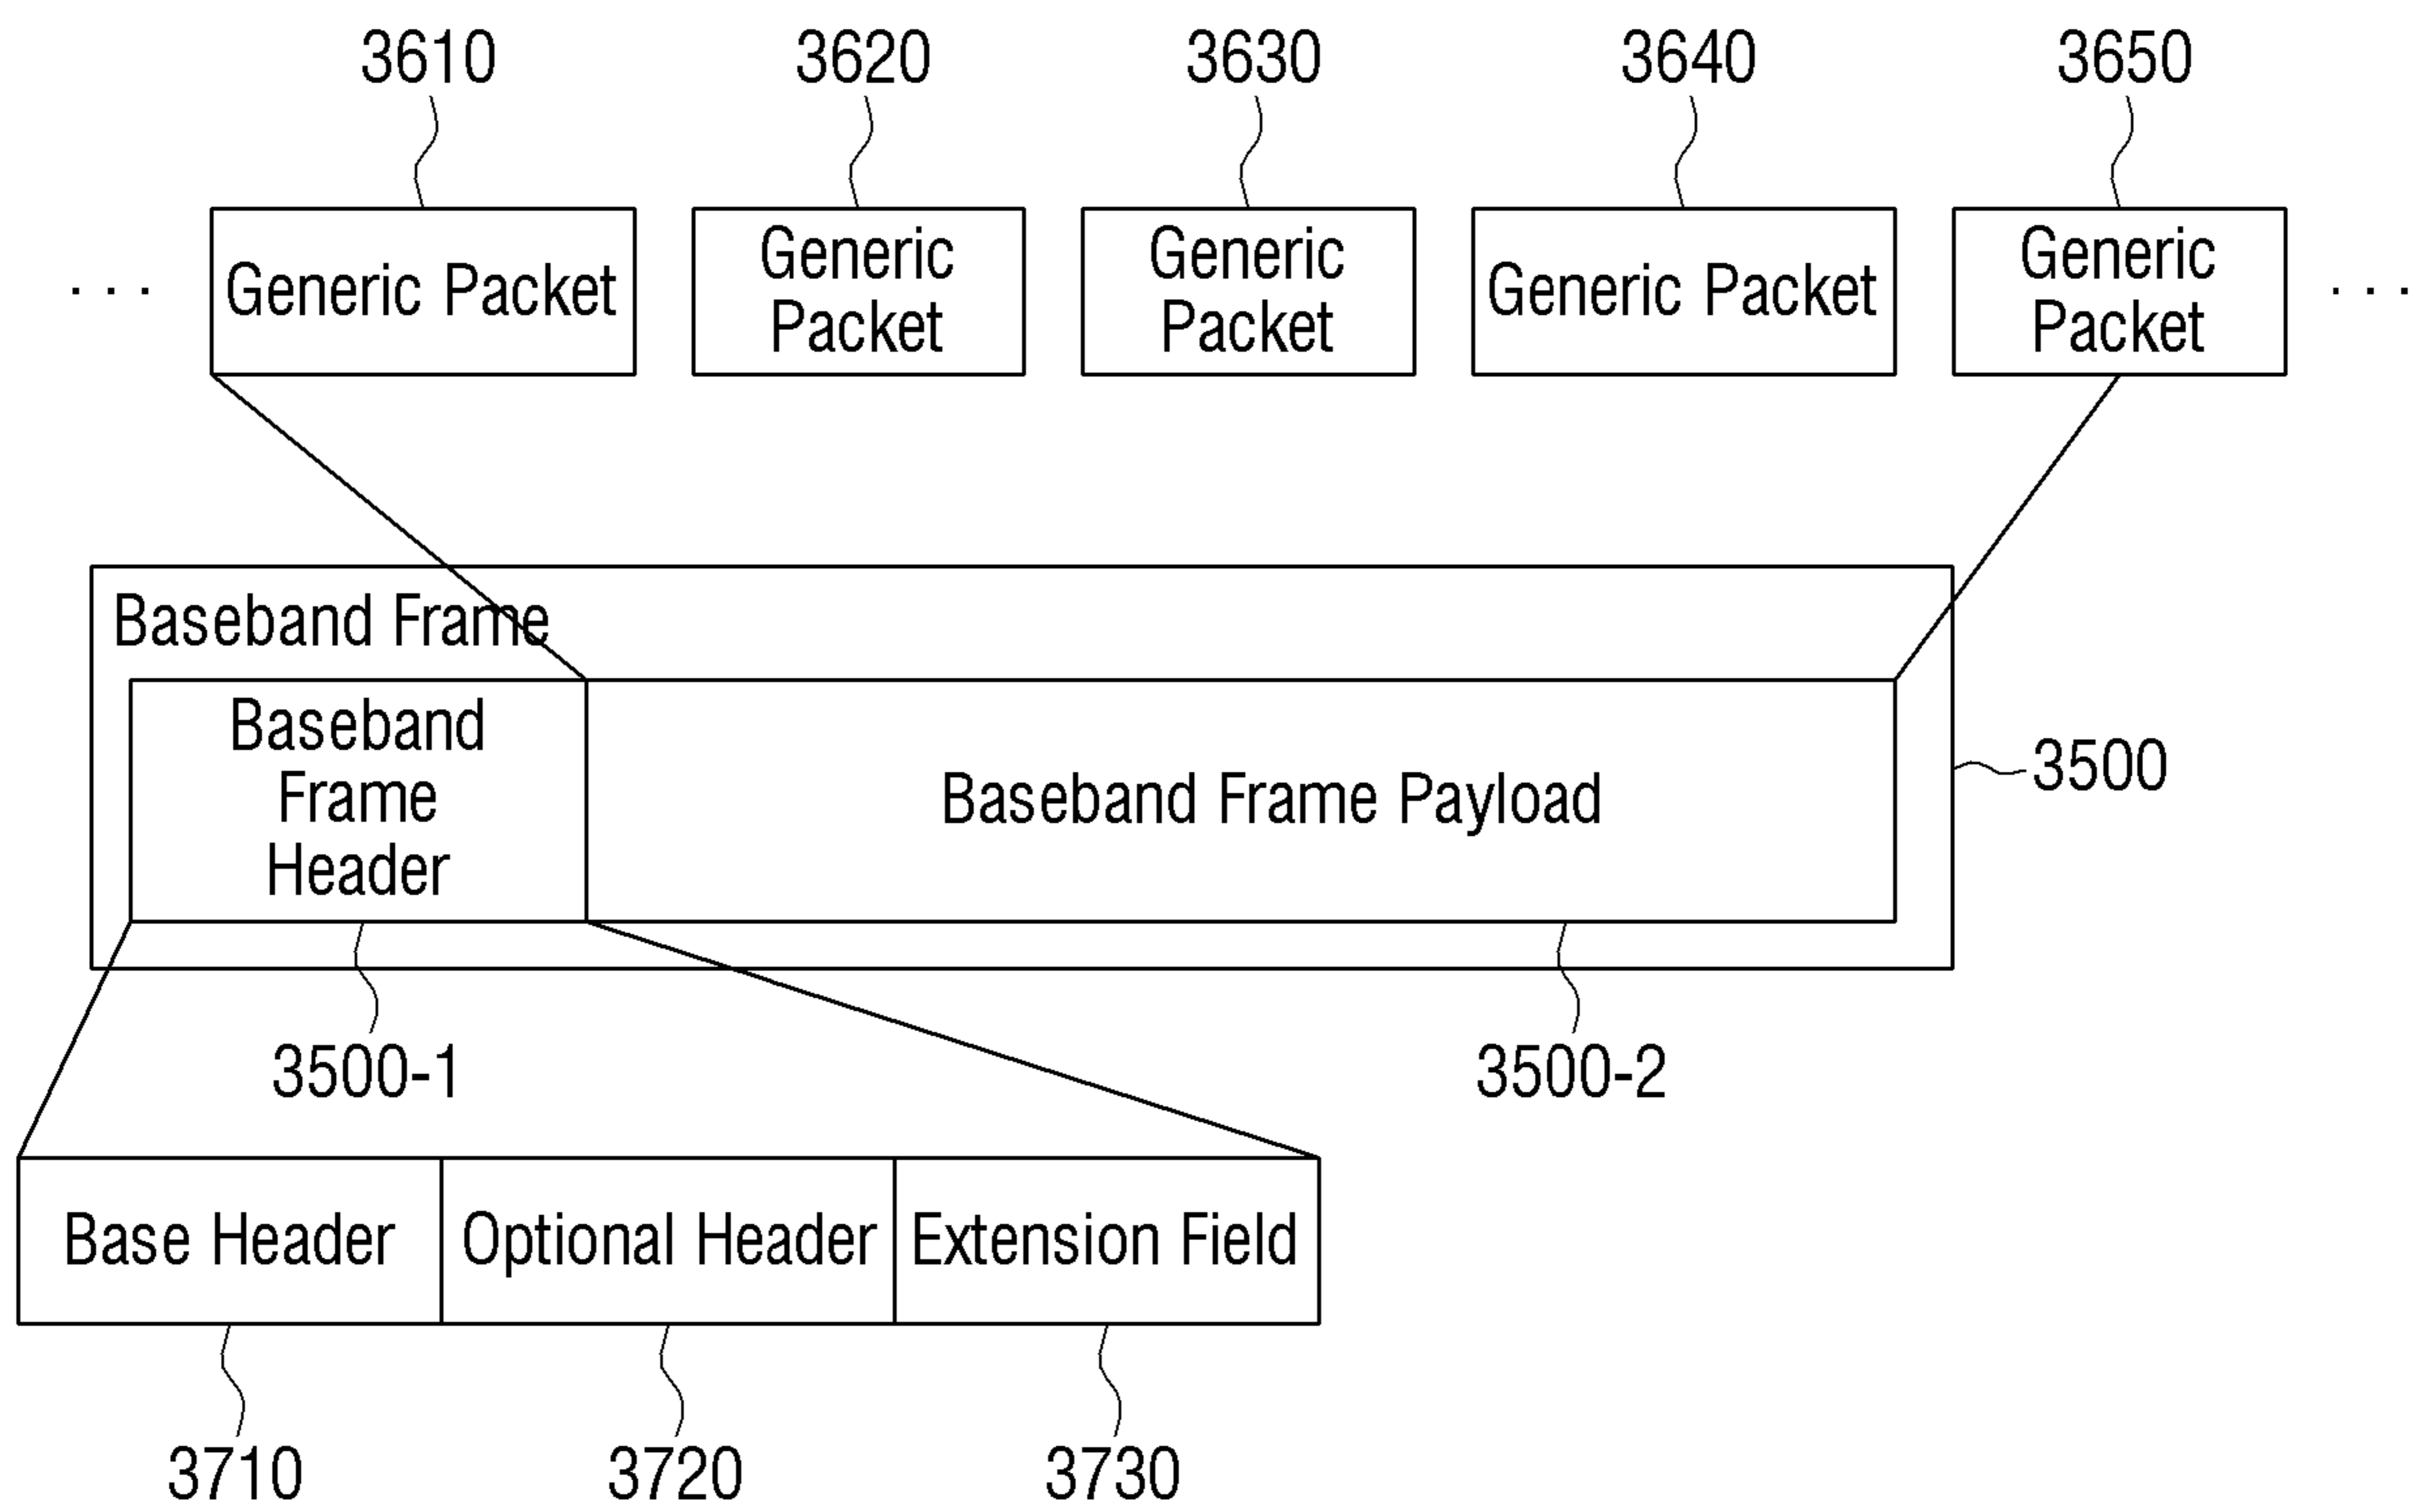 3610 3620 3630 3640 3650
. . . Generic Packet
Generic
Packet
Generic
Packet
Generic Packet
Generic
Packet
. . .
Baseband Frame
Baseband
Frame
Header
Baseband Frame Payload
3500
3500-1
3500-2
Base Header
Optional Header
Extension Field
3710 3720 3730